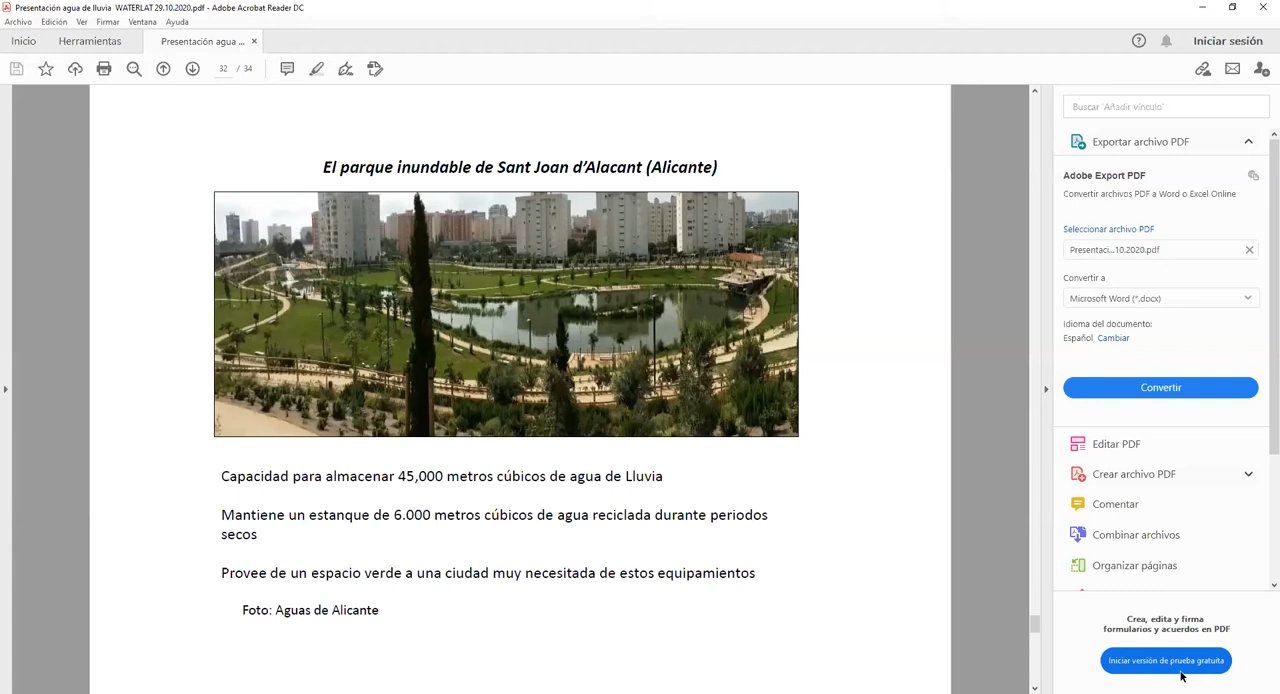 Presentación agua de lluvia WATERLAT 29.10.2020.pdf - Adobe Acrobat Reader DC
Archivo Edición Ver Firmar Ventana Ayuda
Inicio Herramientas Presentación agua ... × Iniciar sesión
32 / 34
Buscar 'Añadir vínculo'
Exportar archivo PDF
Adobe Export PDF
Convertir archivos PDF a Word o Excel Online
Seleccionar archivo PDF
Presentaci...10.2020.pdf
Convertir a
Microsoft Word (*.docx)
Idioma del documento:
Español Cambiar
Convertir
Editar PDF
Crear archivo PDF
Comentar
Combinar archivos
Organizar páginas
Crea, edita y firma
formularios y acuerdos en PDF
Iniciar versión de prueba gratuita
El parque inundable de Sant Joan d'Alacant (Alicante)
Capacidad para almacenar 45,000 metros cúbicos de agua de Lluvia
Mantiene un estanque de 6.000 metros cúbicos de agua reciclada durante periodos
secos
Provee de un espacio verde a una ciudad muy necesitada de estos equipamientos
Foto: Aguas de Alicante